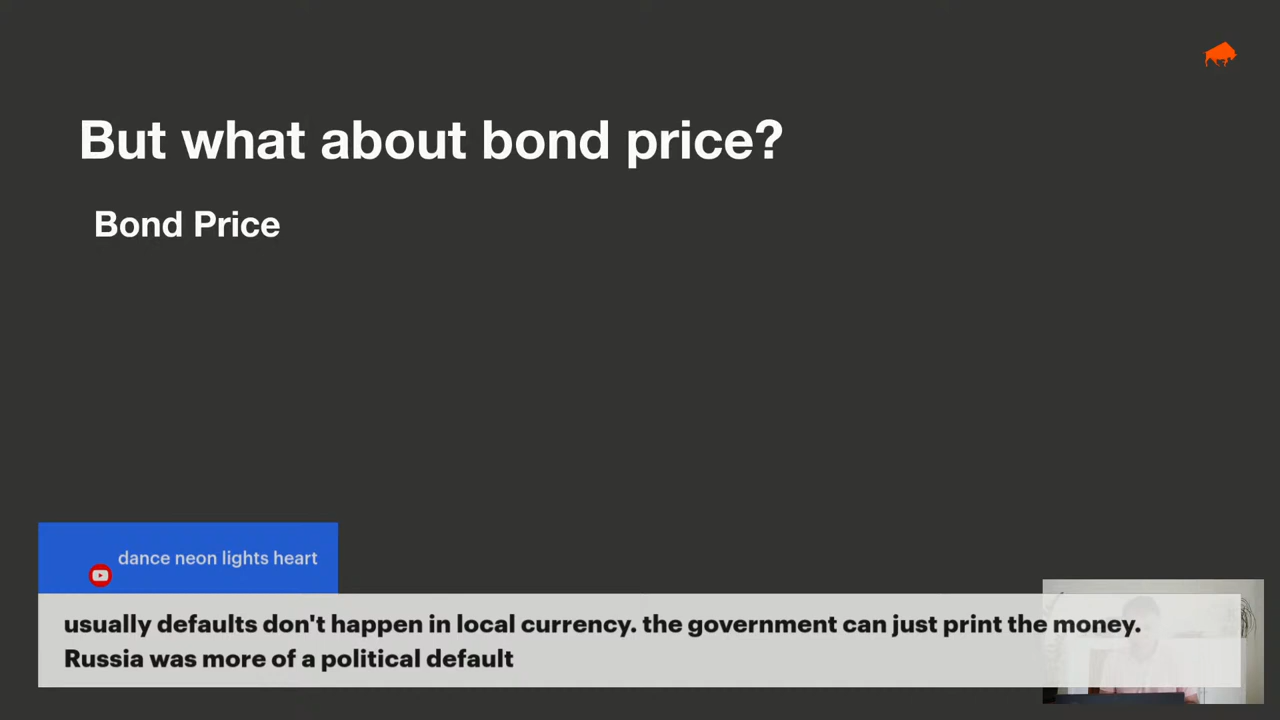 But what about bond price?
Bond Price
dance neon lights heart
usually defaults don't happen in local currency. the government can just print the money.
Russia was more of a political default